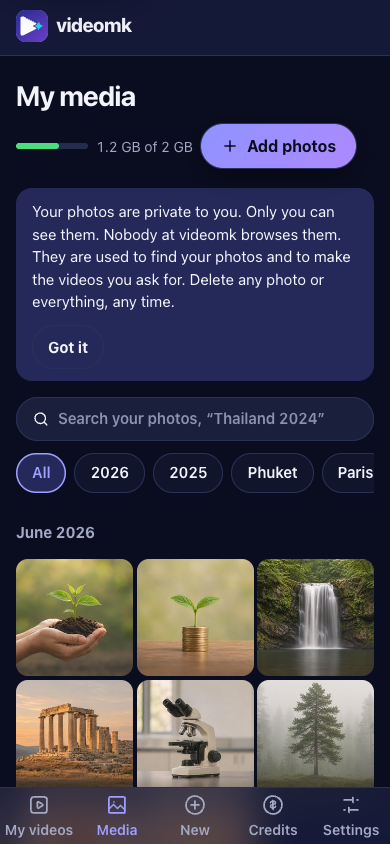 videomk
My media
1.2 GB of 2 GB
+ Add photos
Your photos are private to you. Only you can
see them. Nobody at videomk browses them.
They are used to find your photos and to make
the videos you ask for. Delete any photo or
everything, any time.
Got it
Search your photos, “Thailand 2024”
All
2026
2025
Phuket
Paris
June 2026
My videos
Media
New
Credits
Settings